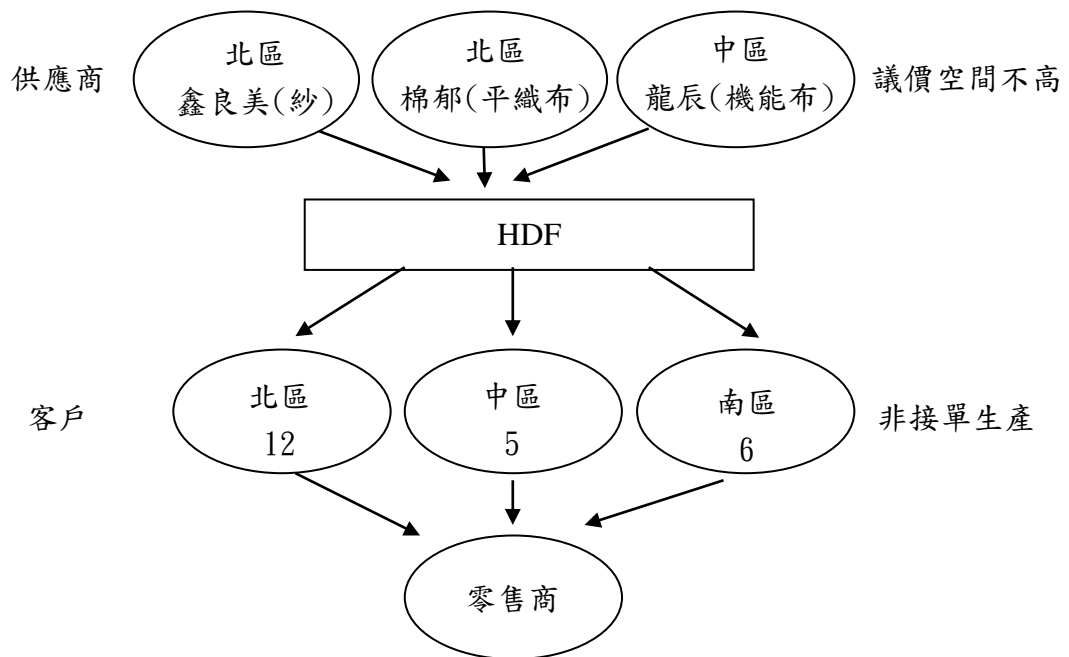 供應商
北區
鑫良美(紗)
北區
棉郁(平織布)
中區
龍辰(機能布)
議價空間不高
HDF
客戶
北區
12
中區
5
南區
6
非接單生產
零售商